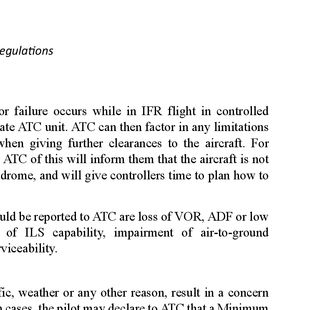 egulations
or failure occurs while in IFR flight in controlled
ate ATC unit. ATC can then factor in any limitations
when giving further clearances to the aircraft. For
ATC of this will inform them that the aircraft is not
drome, and will give controllers time to plan how to
uld be reported to ATC are loss of VOR, ADF or low
of ILS capability, impairment of air-to-ground
viceability.
fic, weather or any other reason, result in a concern
cases, the pilot may declare to ATC that a Minimum